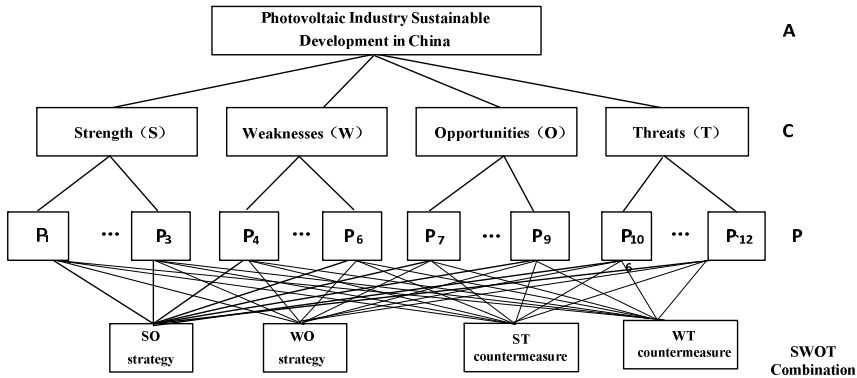 Photovoltaic Industry Sustainable
Development in China
A
Strength（S）
Weaknesses（W）
Opportunities（O）
Threats（T）
C
P1
...
P3
P4
...
P6
P7
...
P9
P10
...
P12
P
6
SO
strategy
WO
strategy
ST
countermeasure
WT
countermeasure
SWOT
Combination